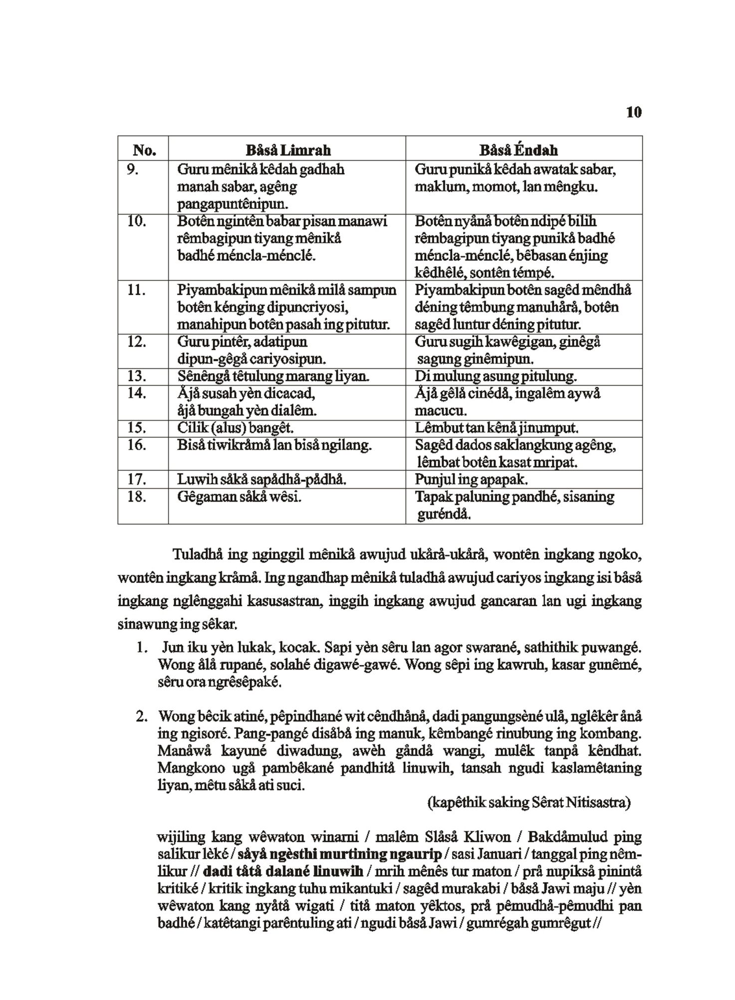 10
No. Båså Limrah Båså Éndah
9. Guru mênikå kêdah gadhah manah sabar, agêng pangapuntênipun. Guru punikå kêdah awatak sabar, maklum, momot, lan mêngku.
10. Botên ngintên babar pisan manawi rêmbagipun tiyang mênikå badhé méncla-ménclé. Botên nyånå botên ndipé bilih rêmbagipun tiyang punikå badhé méncla-ménclé, bêbasan énjing kêdhêlé, sontên témpé.
11. Piyambakipun mênikå milå sampun botên kénging dipuncriyosi, manahipun botên pasah ing pitutur. Piyambakipun botên sagêd mêndhå déning têmbung manuhårå, botên sagêd luntur déning pitutur.
12. Guru pintêr, adatipun dipun-gêgå cariyosipun. Guru sugih kawêgigan, ginêgå sagung ginêmipun.
13. Sênêngå têtulung marang liyan. Di mulung asung pitulung.
14. Åjå susah yèn dicacad, åjå bungah yèn dialêm. Åjå gêlå cinédå, ingalêm aywå macucu.
15. Cilik (alus) bangêt. Lêmbut tan kênå jinumput.
16. Biså tiwikråmå lan biså ngilang. Sagêd dados saklangkung agêng, lêmbat botên kasat mripat.
17. Luwih såkå sapådhå-pådhå. Punjul ing apapak.
18. Gêgaman såkå wêsi. Tapak paluning pandhé, sisaning guréndå.
Tuladhå ing nginggil mênikå awujud ukårå-ukårå, wontên ingkang ngoko,
wontên ingkang kråmå. Ing ngandhap mênikå tuladhå awujud cariyos ingkang isi båså
ingkang nglênggahi kasusastran, inggih ingkang awujud gancaran lan ugi ingkang
sinawung ing sêkar.
1. Jun iku yèn lukak, kocak. Sapi yèn sêru lan agor swarané, sathithik puwangé.
Wong ålå rupané, solahé digawé-gawé. Wong sêpi ing kawruh, kasar gunêmé,
sêru ora ngrêsêpaké.
2. Wong bêcik atiné, pêpindhané wit cêndhånå, dadi pangungsèné ulå, nglêkêr ånå
ing ngisoré. Pang-pangé disåbå ing manuk, kêmbangé rinubung ing kombang.
Manåwå kayuné diwadung, awèh gåndå wangi, mulêk tanpå kêndhat.
Mangkono ugå pambêkané pandhitå linuwih, tansah ngudi kaslamêtaning
liyan, mêtu såkå ati suci.
(kapêthik saking Sêrat Nitisastra)
wijiling kang wêwaton winarni / malêm Slåså Kliwon / Bakdåmulud ping
salikur lèké / såyå ngèsthi murtining ngaurip / sasi Januari / tanggal ping nêm-
likur // dadi tåtå dalané linuwih / mrih mênês tur maton / prå nupikså pinintå
kritiké / kritik ingkang tuhu mikantuki / sagêd murakabi / båså Jawi maju // yèn
wêwaton kang nyåtå wigati / titå maton yêktos, prå pêmudhå-pêmudhi pan
badhé / katêtangi parêntuling ati / ngudi båså Jawi / gumrégah gumrêgut //